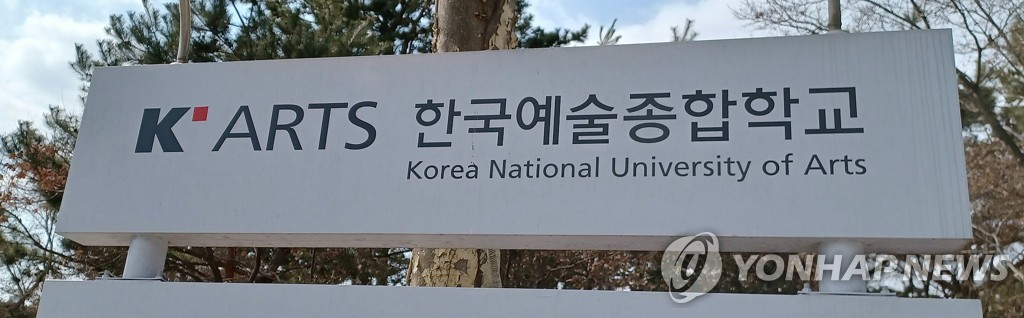 K ARTS 한국예술종합학교
Korea National University of Arts
YONHAP NEWS